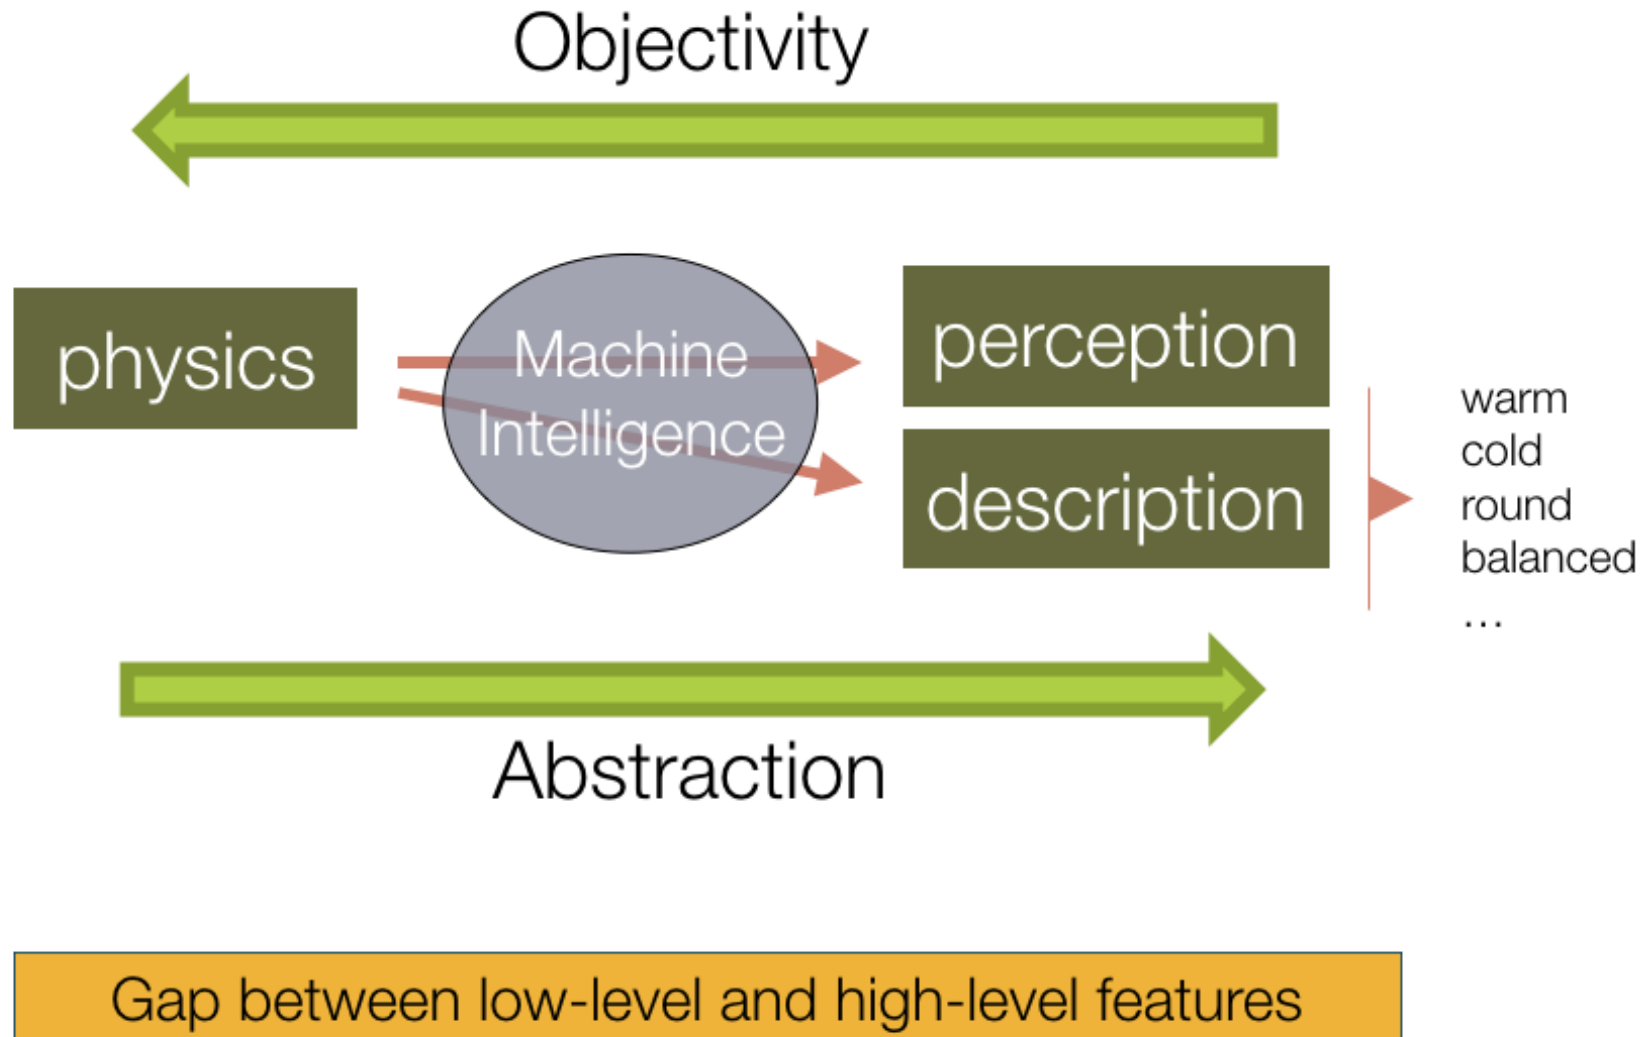 Objectivity
physics
Machine
Intelligence
perception
description
warm
cold
round
balanced
...
Abstraction
Gap between low-level and high-level features